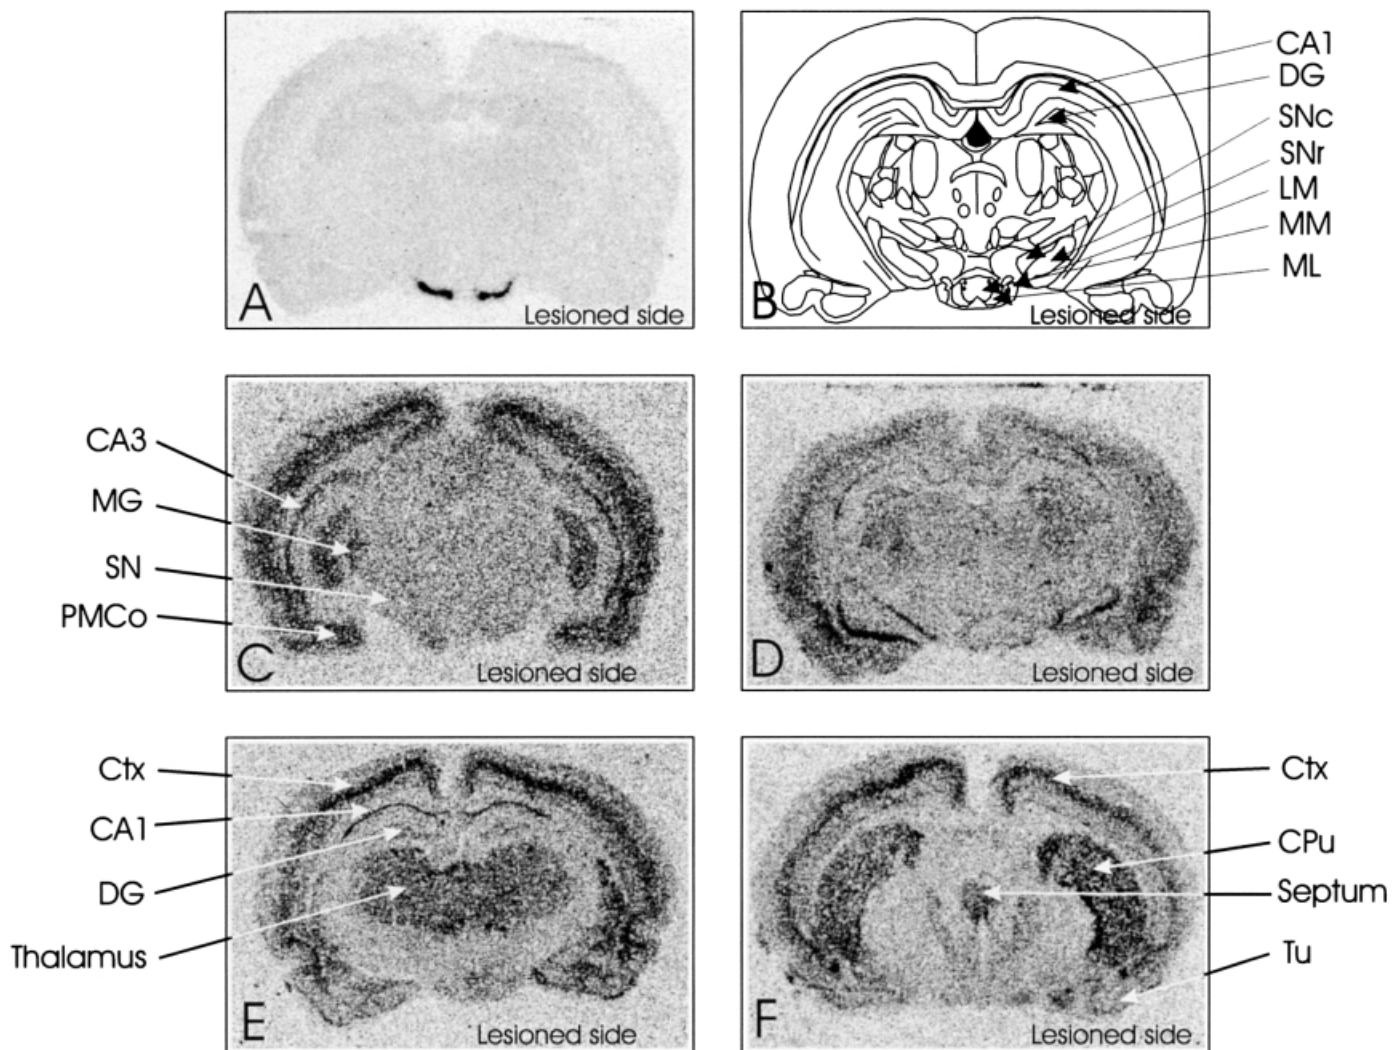 A
Lesioned side
CA1
DG
SNc
SNr
LM
MM
ML
B
Lesioned side
CA3
MG
SN
PMCo
C
Lesioned side
D
Lesioned side
Ctx
CA1
DG
Thalamus
E
Lesioned side
Ctx
CPu
Septum
Tu
F
Lesioned side